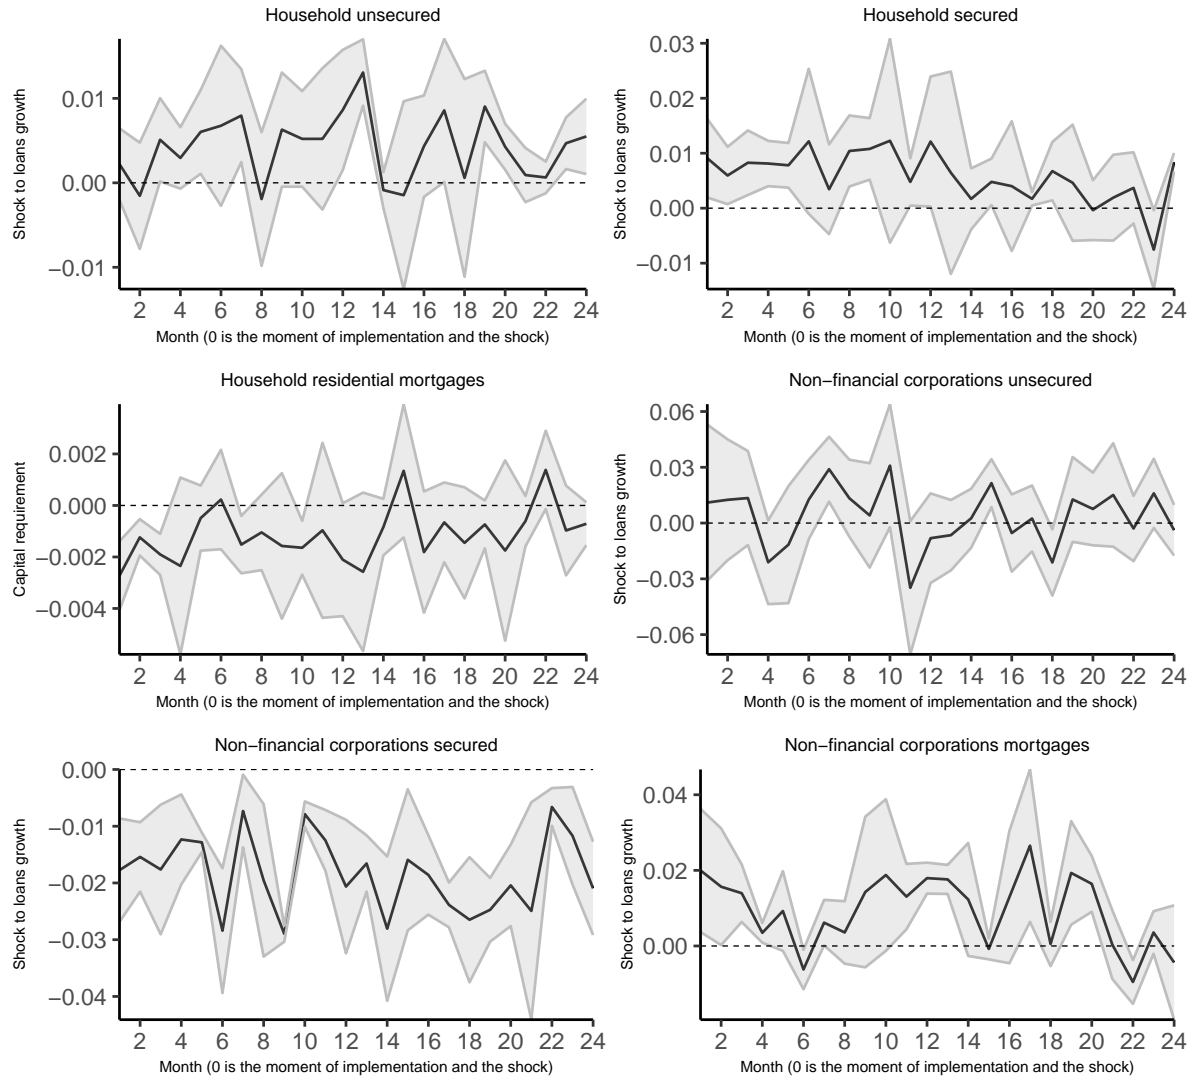 Household unsecured
Shock to loans growth
0.01
0.00
−0.01
2 4 6 8 10 12 14 16 18 20 22 24
Month (0 is the moment of implementation and the shock)
Household secured
Shock to loans growth
0.03
0.02
0.01
0.00
−0.01
2 4 6 8 10 12 14 16 18 20 22 24
Month (0 is the moment of implementation and the shock)
Household residential mortgages
Capital requirement
0.002
0.000
−0.002
−0.004
2 4 6 8 10 12 14 16 18 20 22 24
Month (0 is the moment of implementation and the shock)
Non−financial corporations unsecured
Shock to loans growth
0.06
0.03
0.00
−0.03
−0.06
2 4 6 8 10 12 14 16 18 20 22 24
Month (0 is the moment of implementation and the shock)
Non−financial corporations secured
Shock to loans growth
0.00
−0.01
−0.02
−0.03
−0.04
2 4 6 8 10 12 14 16 18 20 22 24
Month (0 is the moment of implementation and the shock)
Non−financial corporations mortgages
Shock to loans growth
0.04
0.02
0.00
2 4 6 8 10 12 14 16 18 20 22 24
Month (0 is the moment of implementation and the shock)